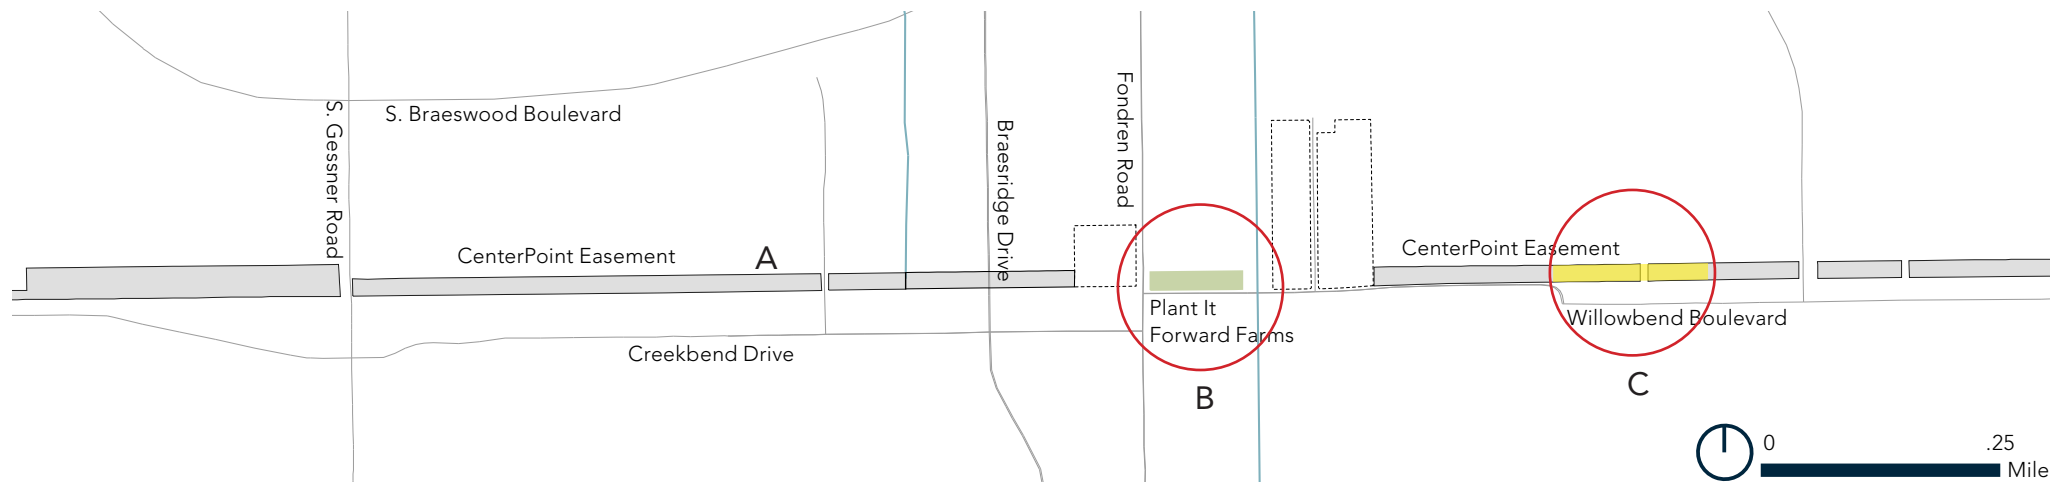 S. Gessner Road
S. Braeswood Boulevard
Braesridge Drive
Fondren Road
CenterPoint Easement
A
CenterPoint Easement
Plant It
Forward Farms
Willowbend Boulevard
Creekbend Drive
B
C
0 .25
Mile